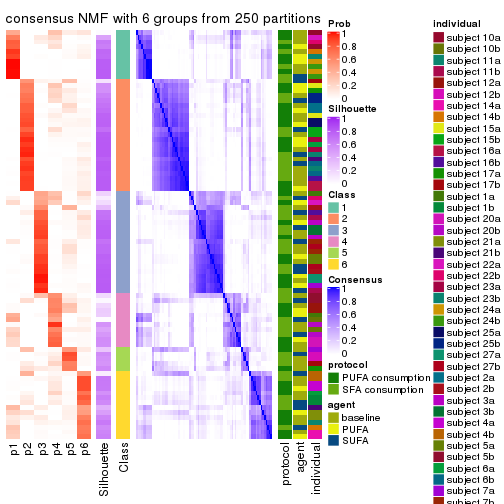 consensus NMF with 6 groups from 250 partitions
p1
p2
p3
p4
p5
p6
Silhouette
Class
protocol
agent
individual
Prob
1
0.8
0.6
0.4
0.2
0
Silhouette
1
0.8
0.6
0.4
0.2
0
Class
1
2
3
4
5
6
Consensus
1
0.8
0.6
0.4
0.2
0
protocol
PUFA consumption
SFA consumption
agent
baseline
PUFA
SUFA
individual
subject 10a
subject 10b
subject 11a
subject 11b
subject 12a
subject 12b
subject 14a
subject 14b
subject 15a
subject 15b
subject 16a
subject 16b
subject 17a
subject 17b
subject 1a
subject 1b
subject 20a
subject 20b
subject 21a
subject 21b
subject 22a
subject 22b
subject 23a
subject 23b
subject 24a
subject 24b
subject 25a
subject 25b
subject 27a
subject 27b
subject 2a
subject 2b
subject 3a
subject 3b
subject 4a
subject 4b
subject 5a
subject 5b
subject 6a
subject 6b
subject 7a
subject 7b